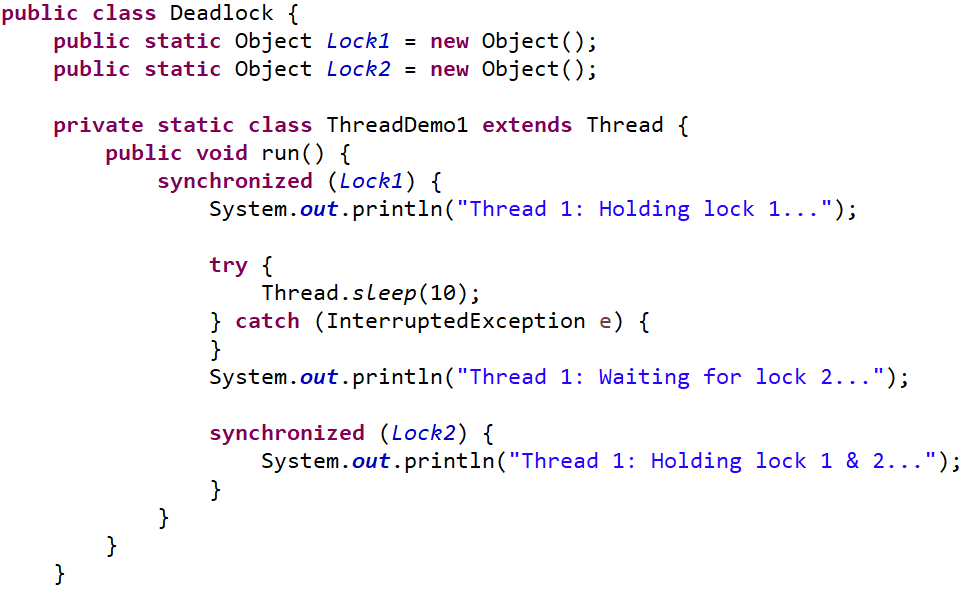 public class Deadlock {
    public static Object Lock1 = new Object();
    public static Object Lock2 = new Object();

    private static class ThreadDemo1 extends Thread {
        public void run() {
            synchronized (Lock1) {
                System.out.println("Thread 1: Holding lock 1...");

                try {
                    Thread.sleep(10);
                } catch (InterruptedException e) {
                }
                System.out.println("Thread 1: Waiting for lock 2...");

                synchronized (Lock2) {
                    System.out.println("Thread 1: Holding lock 1 & 2...");
                }
            }
        }
    }